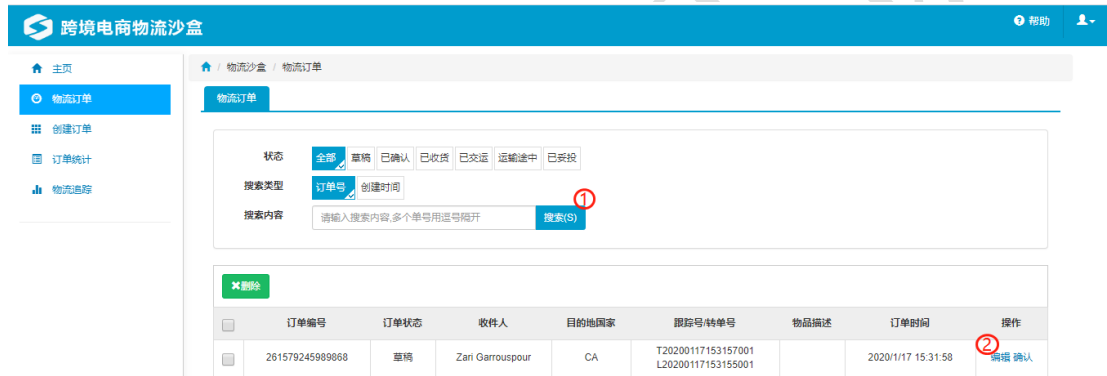 跨境电商物流沙盒
帮助
主页
物流订单
创建订单
订单统计
物流追踪
/ 物流沙盒 / 物流订单
物流订单
状态 全部 草稿 已确认 已收货 已交运 运输途中 已妥投
搜索类型 订单号 创建时间
①
搜索内容 请输入搜索内容,多个单号用逗号隔开 搜索(S)
删除
订单编号 订单状态 收件人 目的地国家 跟踪号/转单号 物品描述 订单时间 操作
②
261579245989868 草稿 Zari Garrouspour CA T20200117153157001 2020/1/17 15:31:58 编辑 确认
L20200117153155001